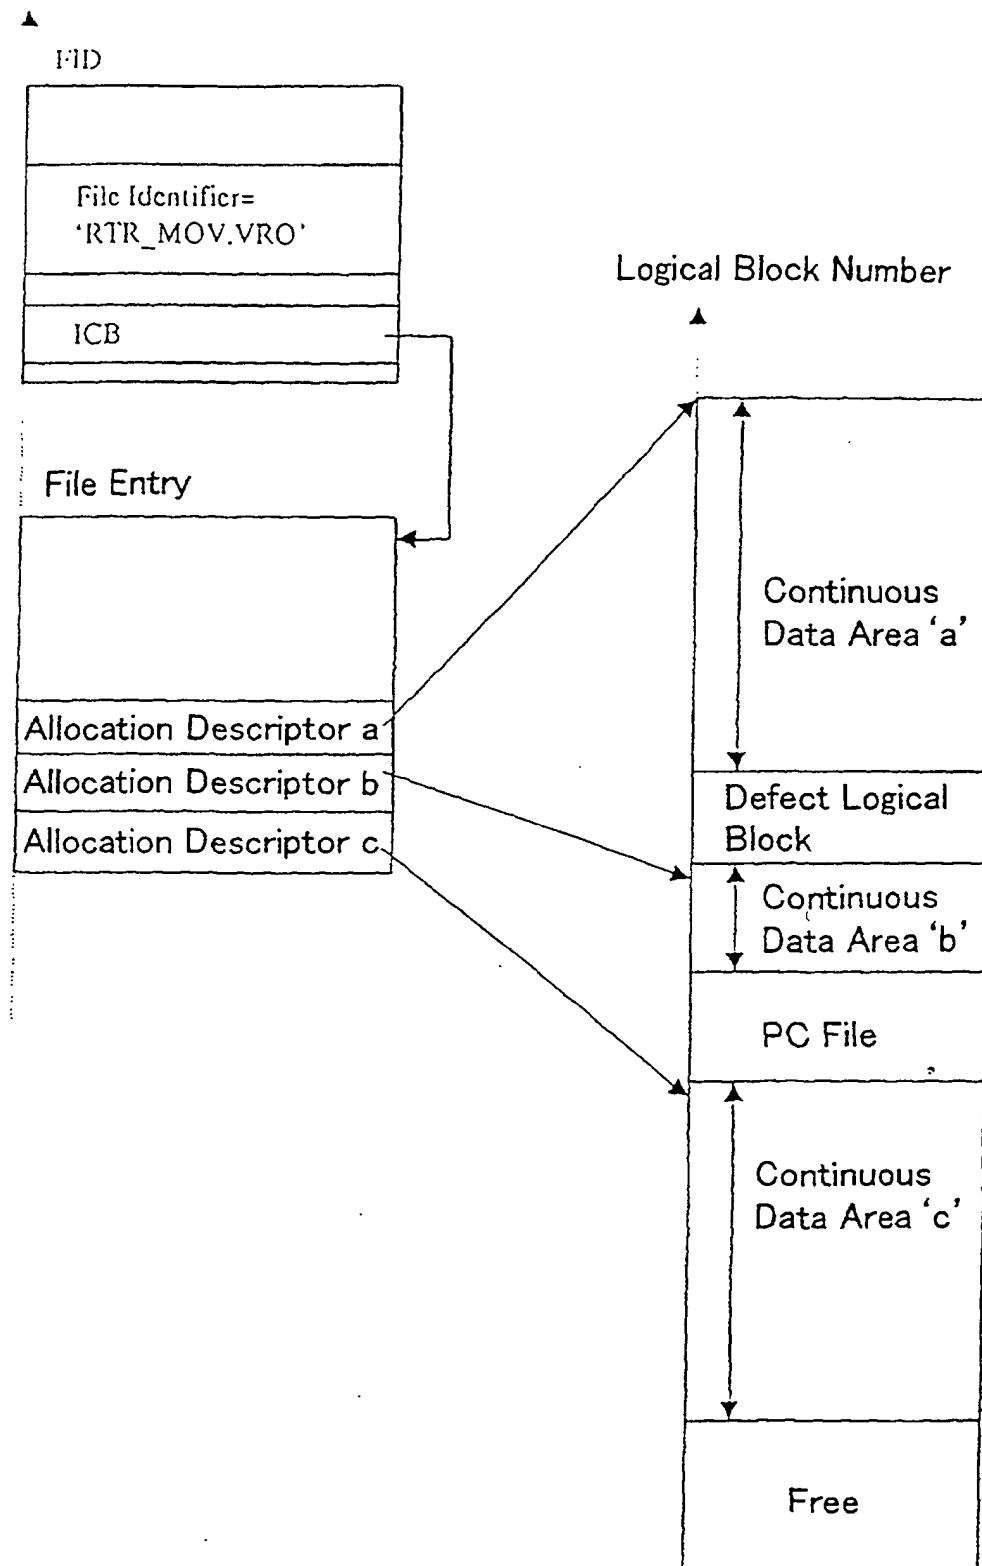 FID
File Identifier=
‘RTR_MOV.VRO’
ICB
File Entry
Allocation Descriptor a
Allocation Descriptor b
Allocation Descriptor c
Logical Block Number
Continuous
Data Area ‘a’
Defect Logical
Block
Continuous
Data Area ‘b’
PC File
Continuous
Data Area ‘c’
Free